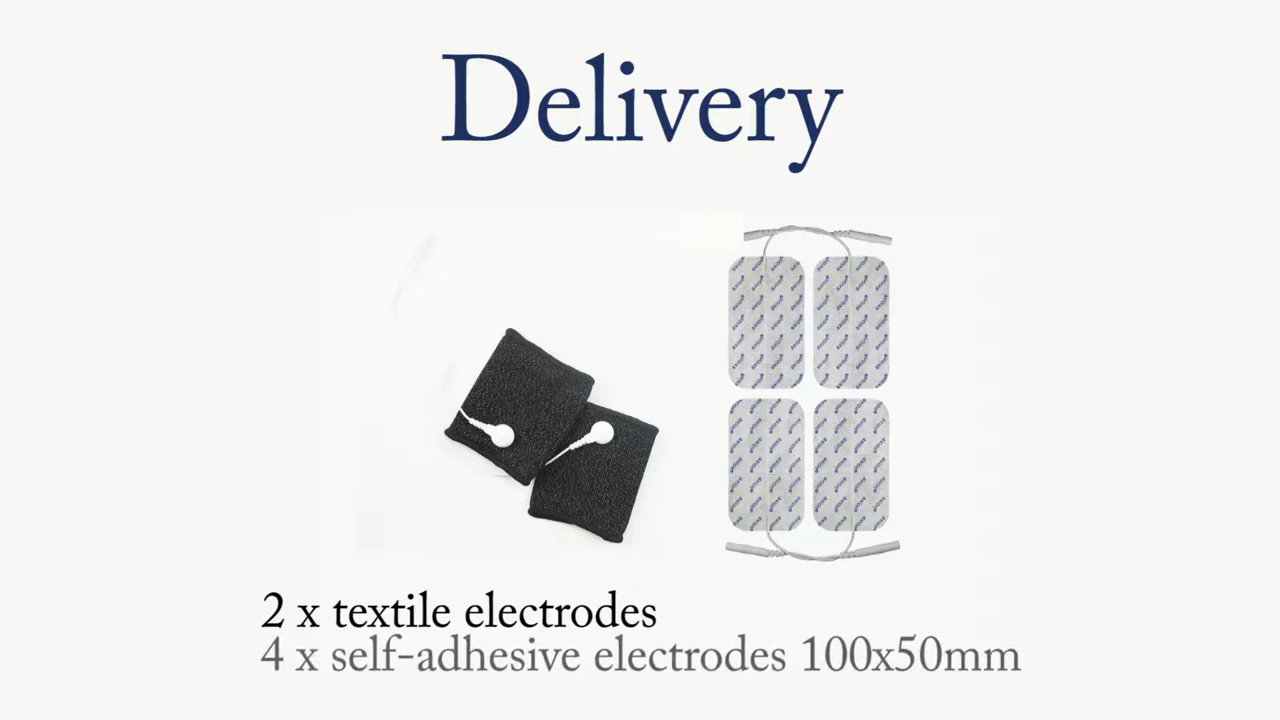 Delivery
2 x textile electrodes
4 x self-adhesive electrodes 100x50mm